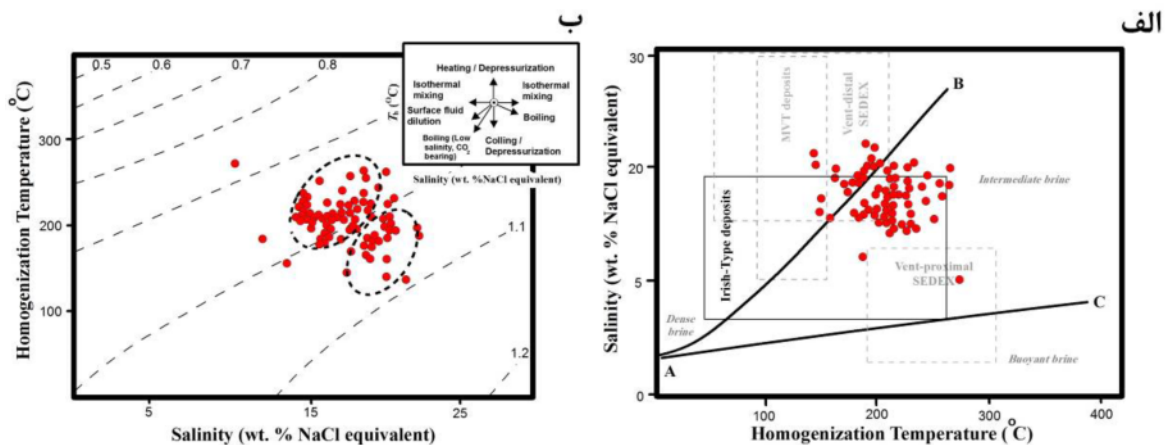 ب
الف
Homogenization Temperature (°C)
300
200
100
0.5
0.6
0.7
0.8
1.1
1.2
5
15
25
Salinity (wt. % NaCl equivalent)
Heating / Depressurization
Isothermal
mixing
Surface fluid
dilution
Boiling (Low
salinity, CO2
bearing)
Isothermal
mixing
Boiling
Colling /
Depressurization
Th (°C)
Salinity (wt. %NaCl equivalent)
Salinity (wt. % NaCl equivalent)
30
20
5
0
MVT deposits
Vent-distal
SEDEX
B
Intermediate brine
Irish-Type deposits
Vent-proximal
SEDEX
Dense
brine
C
A
Buoyant brine
100
200
300
400
Homogenization Temperature (°C)